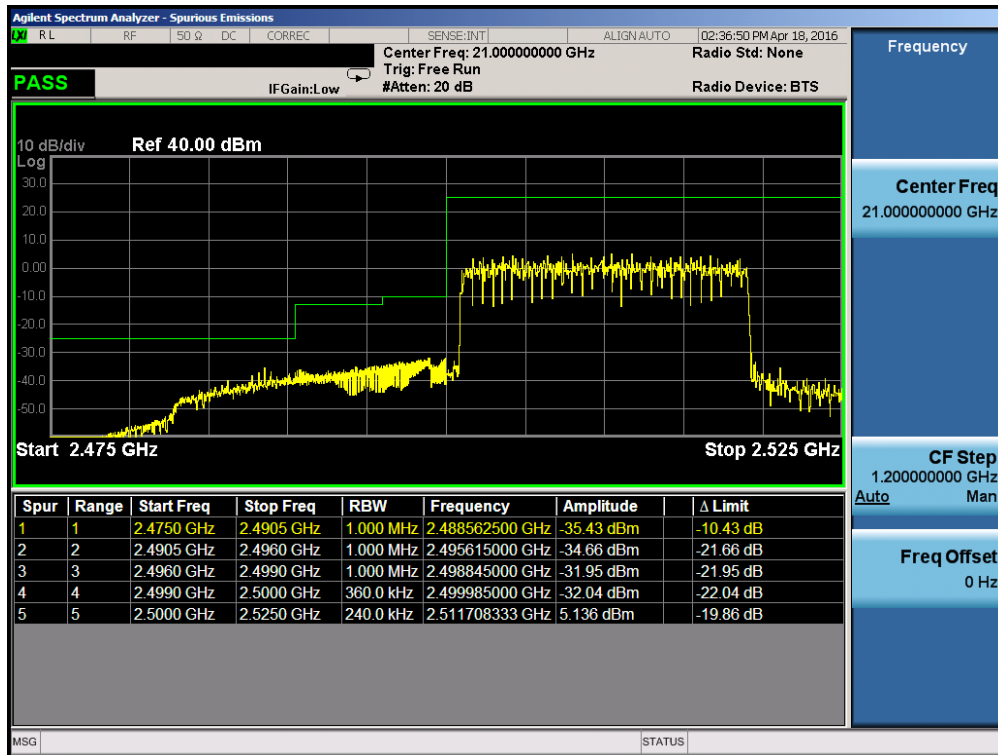 Agilent Spectrum Analyzer - Spurious Emissions
LXI RL RF 50 Ω DC CORREC SENSE:INT ALIGN AUTO 02:36:50 PM Apr 18, 2016
Center Freq: 21.000000000 GHz Radio Std: None
Trig: Free Run
PASS IFGain:Low #Atten: 20 dB Radio Device: BTS
10 dB/div Ref 40.00 dBm
Log
30.0
20.0
10.0
0.00
-10.0
-20.0
-30.0
-40.0
-50.0
Start 2.475 GHz Stop 2.525 GHz
Spur Range Start Freq Stop Freq RBW Frequency Amplitude Δ Limit
1 1 2.4750 GHz 2.4905 GHz 1.000 MHz 2.488562500 GHz -35.43 dBm -10.43 dB
2 2 2.4905 GHz 2.4960 GHz 1.000 MHz 2.495615000 GHz -34.66 dBm -21.66 dB
3 3 2.4960 GHz 2.4990 GHz 1.000 MHz 2.498845000 GHz -31.95 dBm -21.95 dB
4 4 2.4990 GHz 2.5000 GHz 360.0 kHz 2.499985000 GHz -32.04 dBm -22.04 dB
5 5 2.5000 GHz 2.5250 GHz 240.0 kHz 2.511708333 GHz 5.136 dBm -19.86 dB
MSG STATUS
Frequency
Center Freq
21.000000000 GHz
CF Step
1.200000000 GHz
Auto Man
Freq Offset
0 Hz